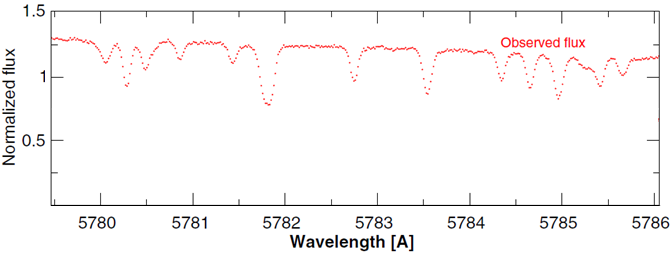 1.5
Observed flux
1
0.5
Normalized flux
5780 5781 5782 5783 5784 5785 5786
Wavelength [A]